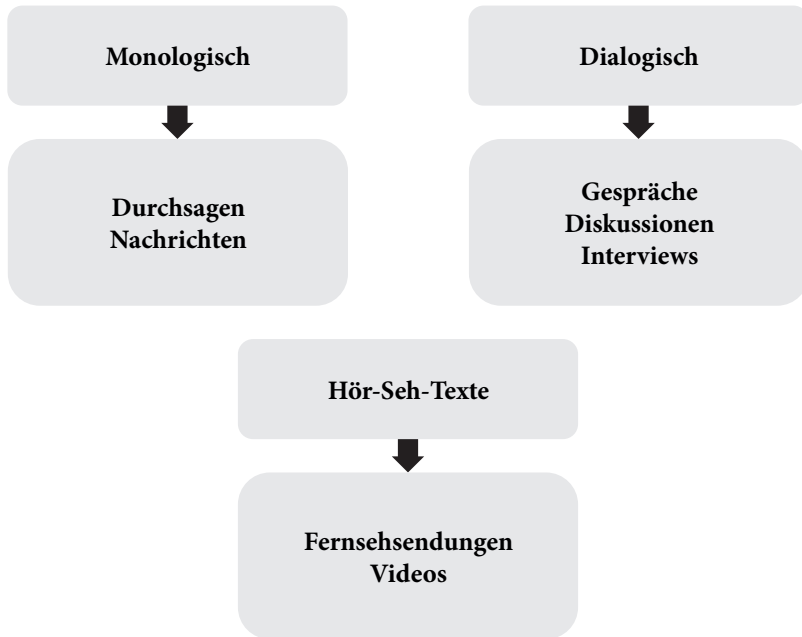 Monologisch
Durchsagen
Nachrichten
Dialogisch
Gespräche
Diskussionen
Interviews
Hör-Seh-Texte
Fernsehsendungen
Videos